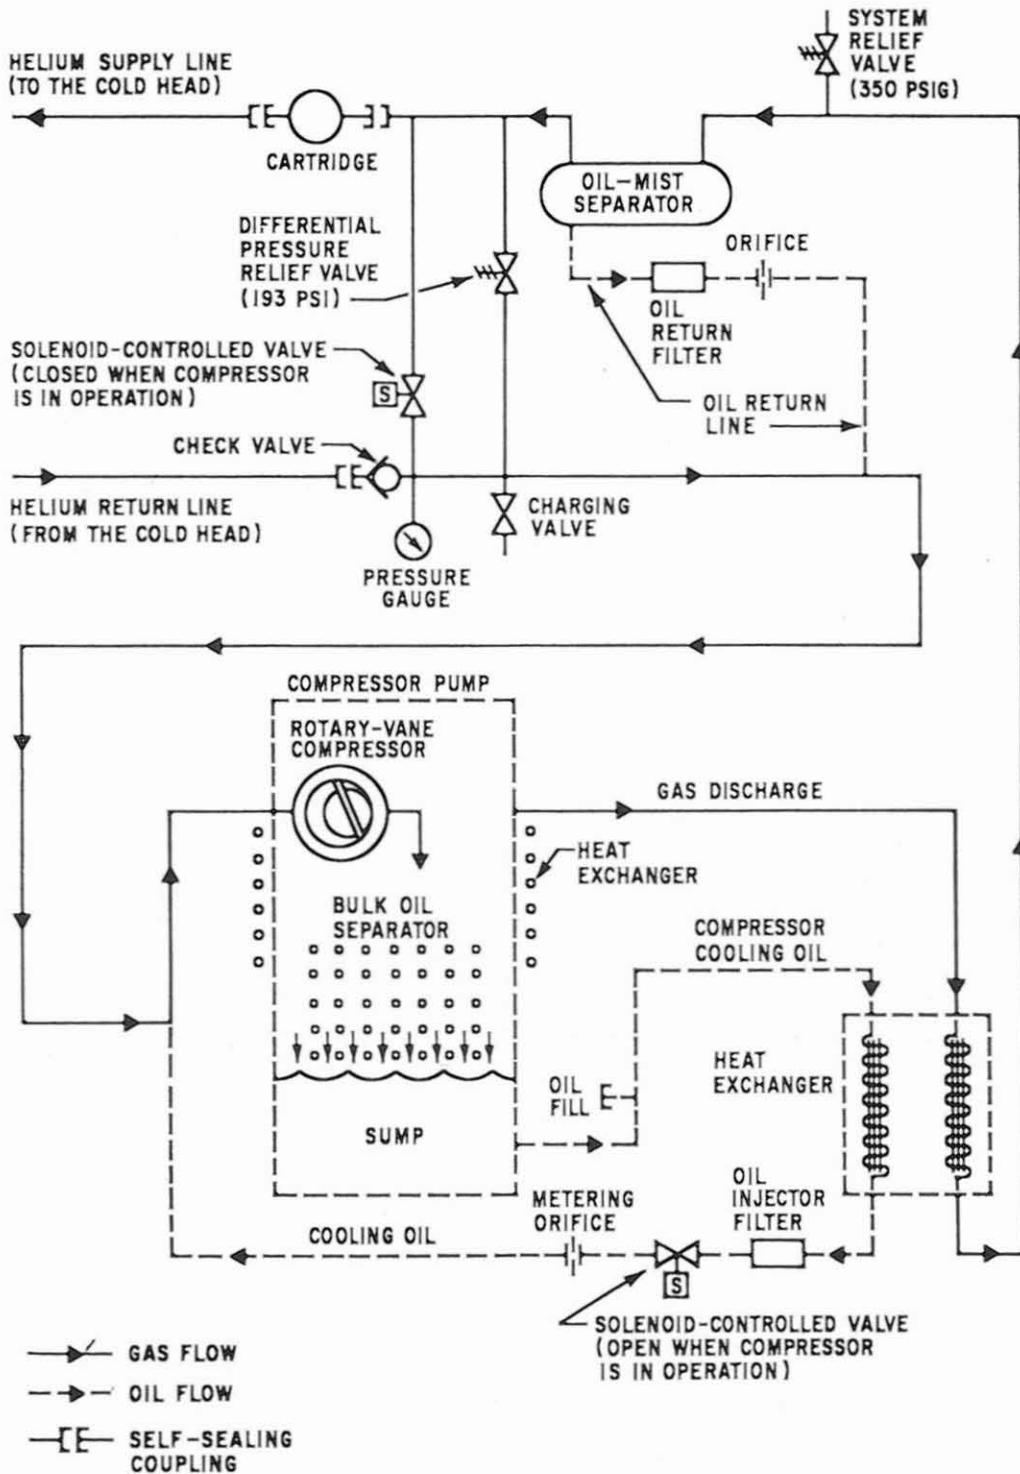 SYSTEM
RELIEF
VALVE
(350 PSIG)
HELIUM SUPPLY LINE
(TO THE COLD HEAD)
CARTRIDGE
OIL-MIST
SEPARATOR
DIFFERENTIAL
PRESSURE
RELIEF VALVE
(193 PSI)
ORIFICE
OIL
RETURN
FILTER
SOLENOID-CONTROLLED VALVE
(CLOSED WHEN COMPRESSOR
IS IN OPERATION)
S
OIL RETURN
LINE
CHECK VALVE
HELIUM RETURN LINE
(FROM THE COLD HEAD)
CHARGING
VALVE
PRESSURE
GAUGE
COMPRESSOR PUMP
ROTARY-VANE
COMPRESSOR
GAS DISCHARGE
HEAT
EXCHANGER
BULK OIL
SEPARATOR
COMPRESSOR
COOLING OIL
HEAT
EXCHANGER
OIL
FILL
SUMP
METERING
ORIFICE
OIL
INJECTOR
FILTER
COOLING OIL
S
SOLENOID-CONTROLLED VALVE
(OPEN WHEN COMPRESSOR
IS IN OPERATION)
GAS FLOW
OIL FLOW
SELF-SEALING
COUPLING